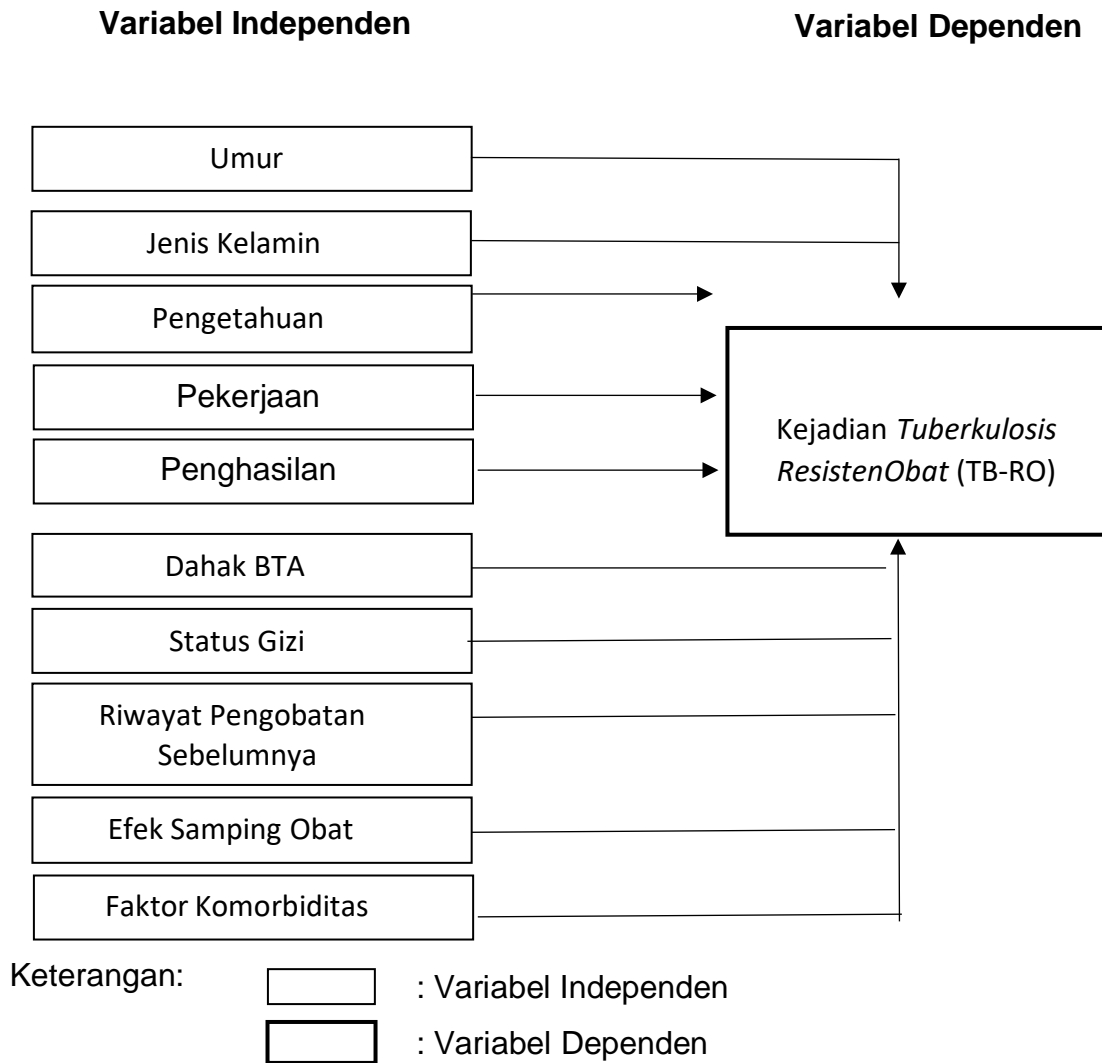 Variabel Independen
Variabel Dependen
Umur
Jenis Kelamin
Pengetahuan
Pekerjaan
Penghasilan
Kejadian Tuberkulosis
ResistenObat (TB-RO)
Dahak BTA
Status Gizi
Riwayat Pengobatan
Sebelumnya
Efek Samping Obat
Faktor Komorbiditas
Keterangan:
: Variabel Independen
: Variabel Dependen